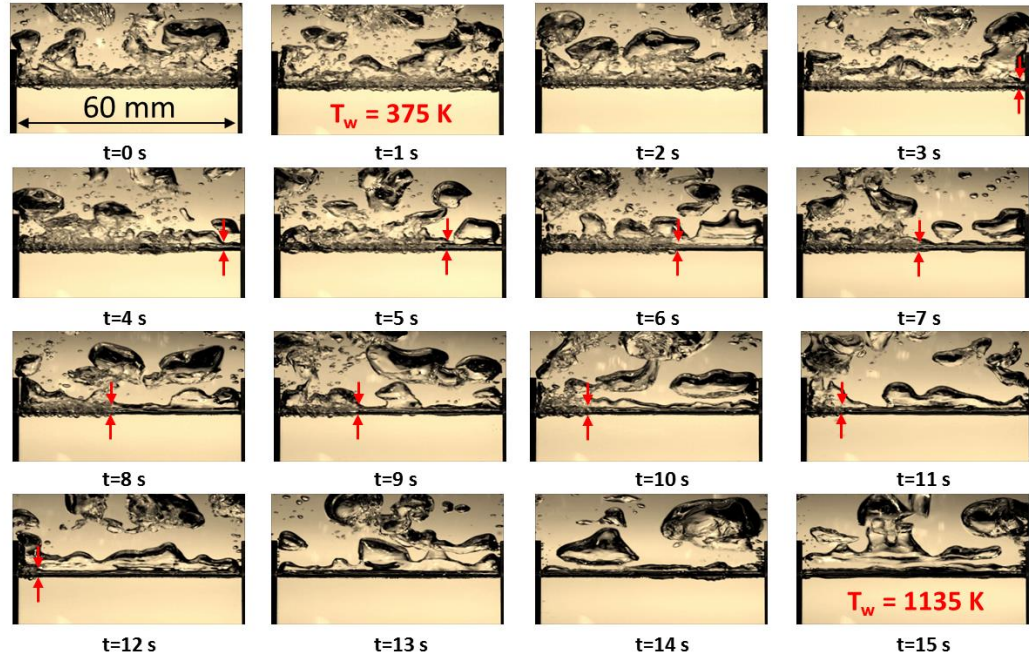 60 mm
T_w = 375 K
t=0 s
t=1 s
t=2 s
t=3 s
t=4 s
t=5 s
t=6 s
t=7 s
t=8 s
t=9 s
t=10 s
t=11 s
T_w = 1135 K
t=12 s
t=13 s
t=14 s
t=15 s